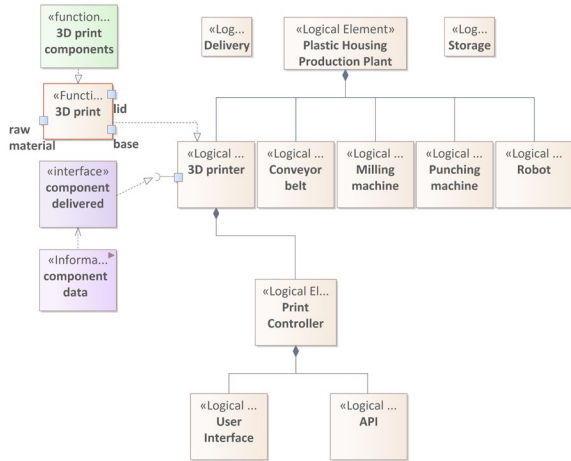 «function...
3D print
components
«Log...
Delivery
«Logical Element»
Plastic Housing
Production Plant
«Log...
Storage
«Functi...
3D print
lid
raw
material
base
«interface»
component
delivered
«Logical ...
3D printer
«Logical ...
Conveyor
belt
«Logical ...
Milling
machine
«Logical ...
Punching
machine
«Logical ...
Robot
«Informa...
component
data
«Logical El...
Print
Controller
«Logical ...
User
Interface
«Logical ...
API